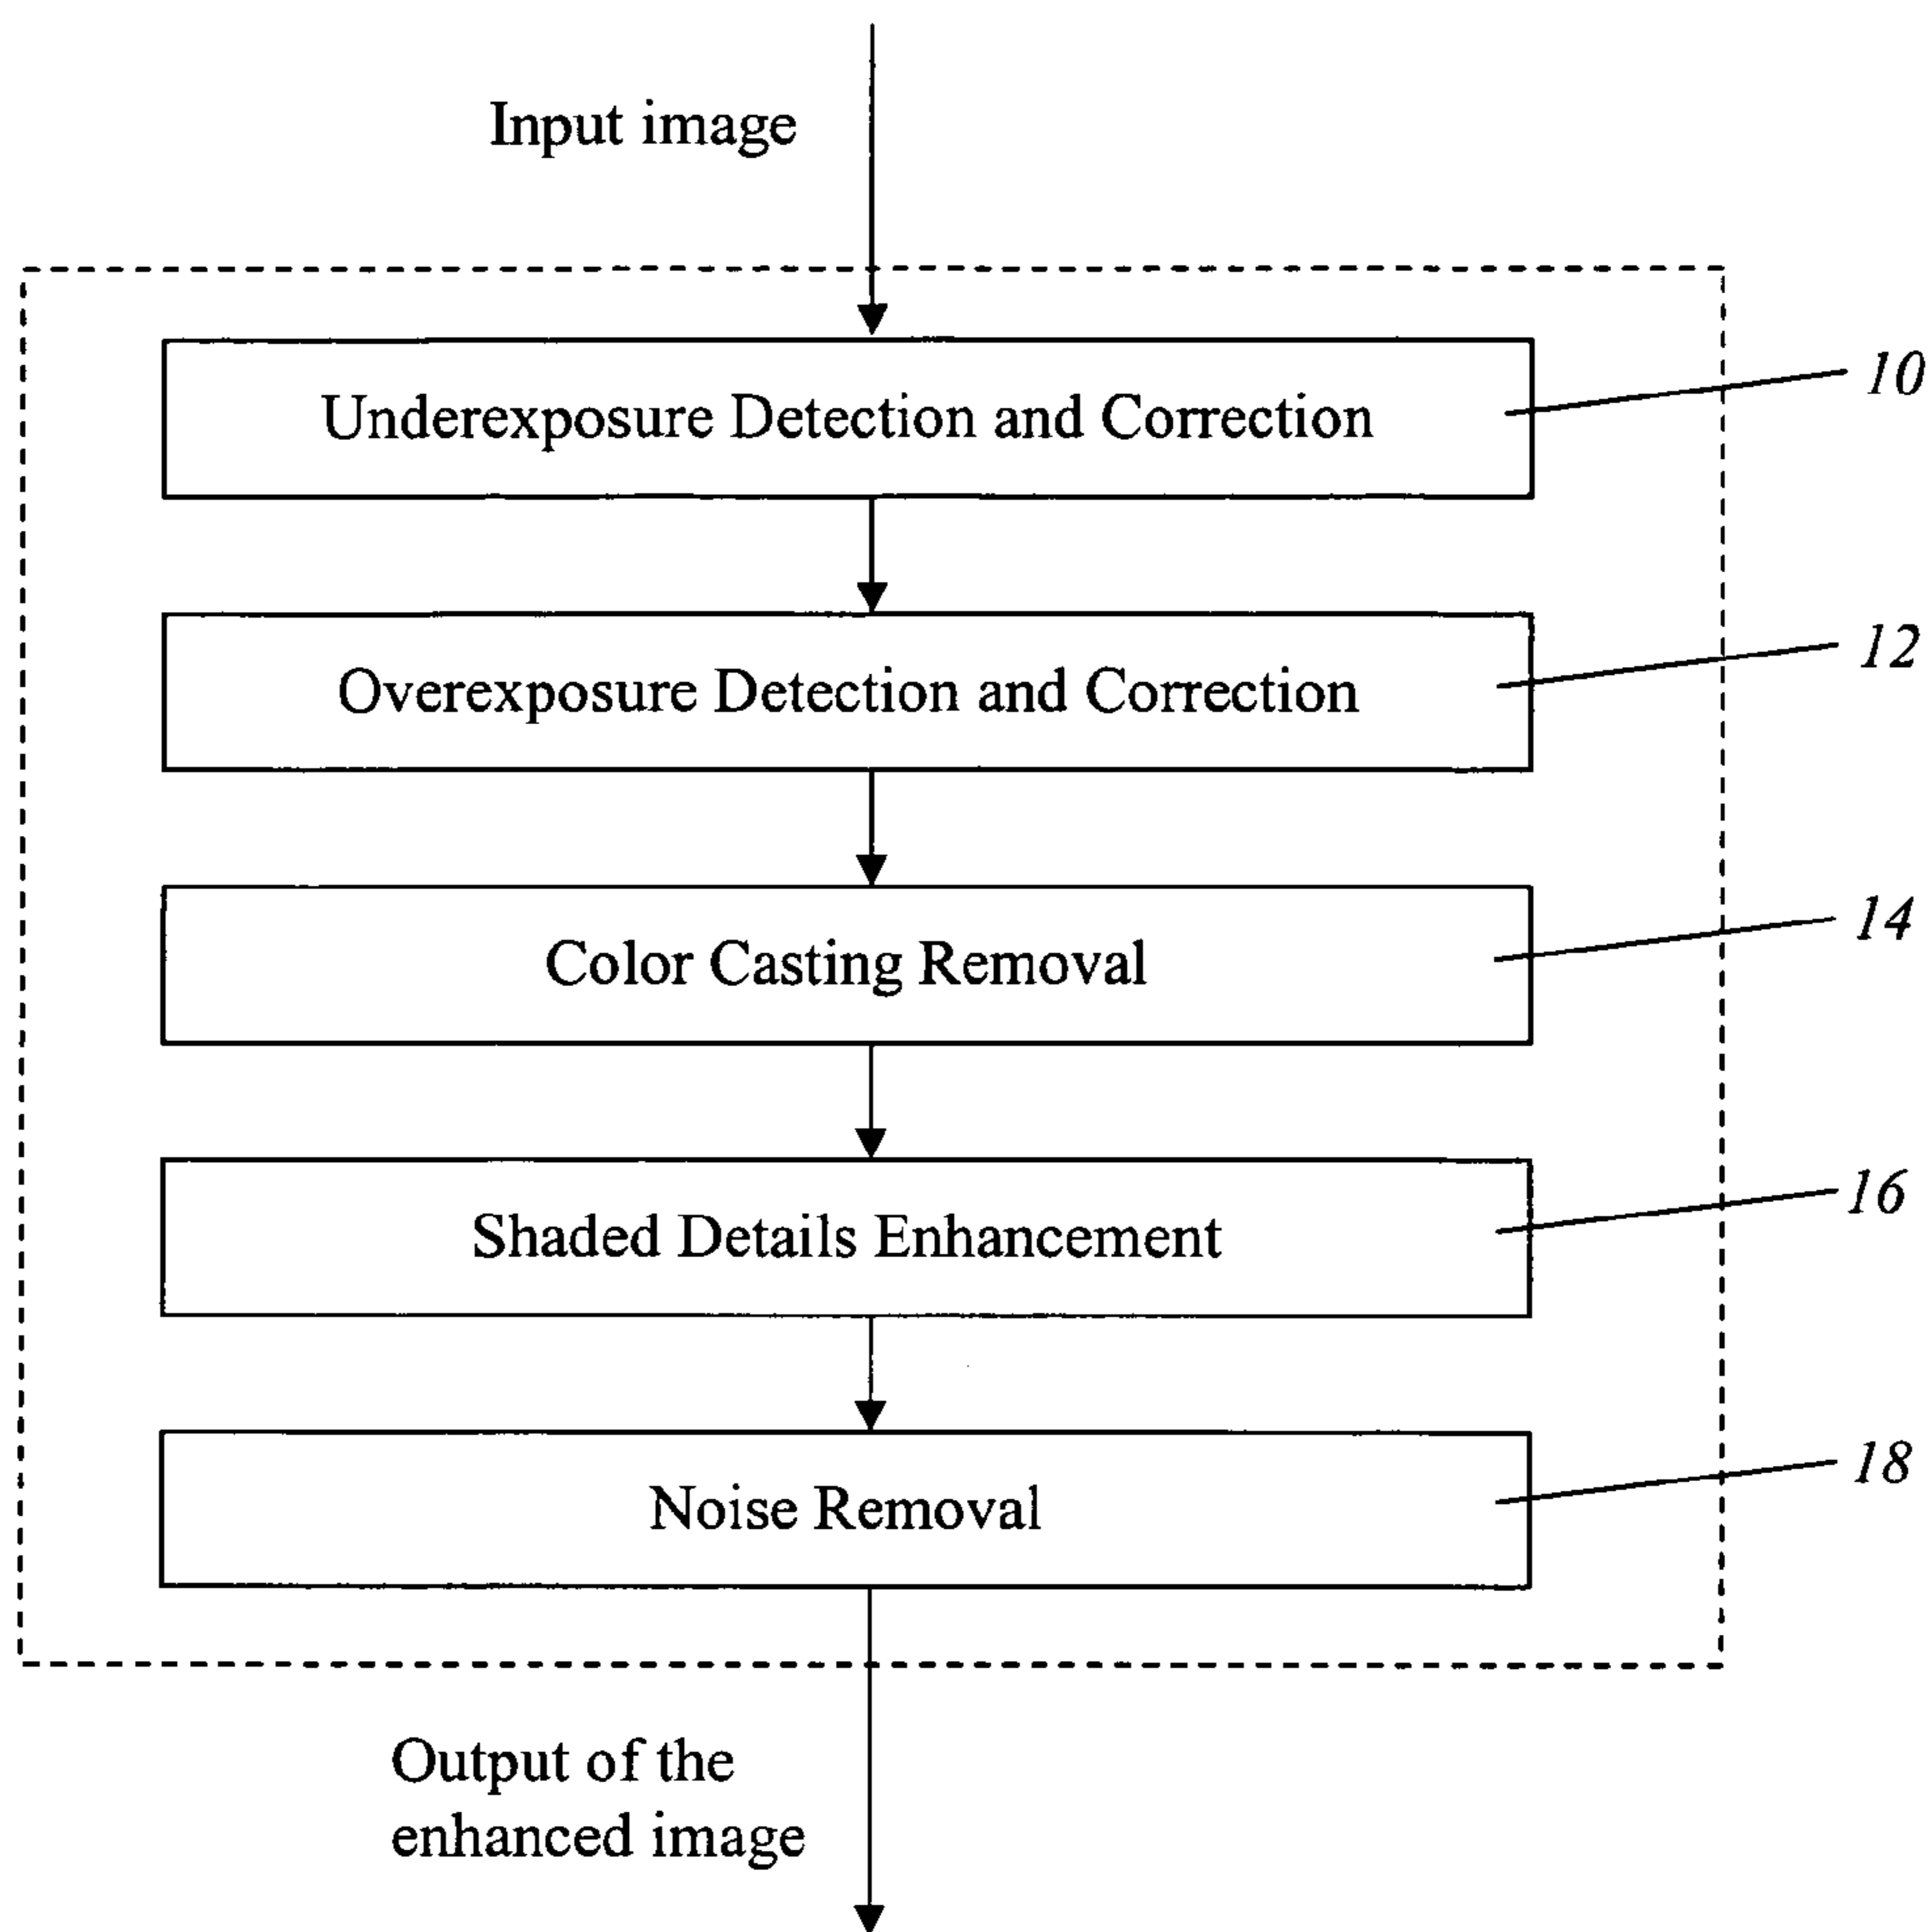 Input image
Underexposure Detection and Correction
10
Overexposure Detection and Correction
12
Color Casting Removal
14
Shaded Details Enhancement
16
Noise Removal
18
Output of the
enhanced image